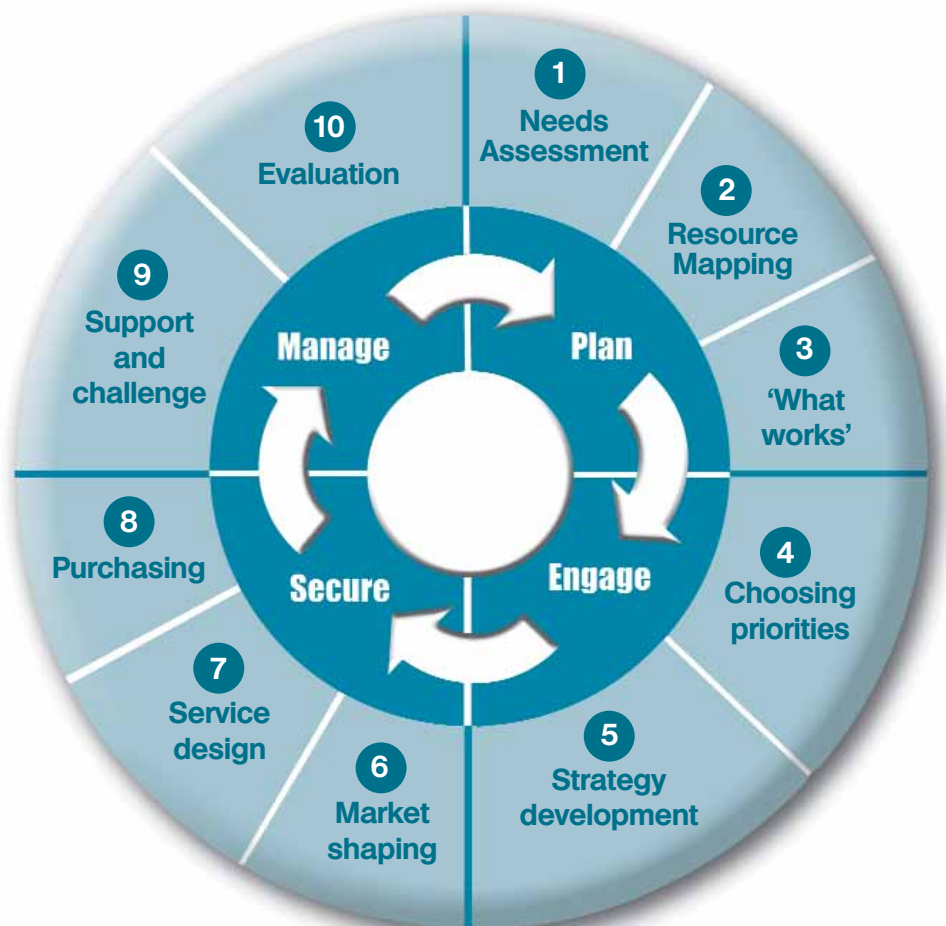 1
Needs
Assessment
2
Resource
Mapping
3
‘What
works’
4
Choosing
priorities
5
Strategy
development
6
Market
shaping
7
Service
design
8
Purchasing
9
Support
and
challenge
10
Evaluation
Manage
Plan
Engage
Secure